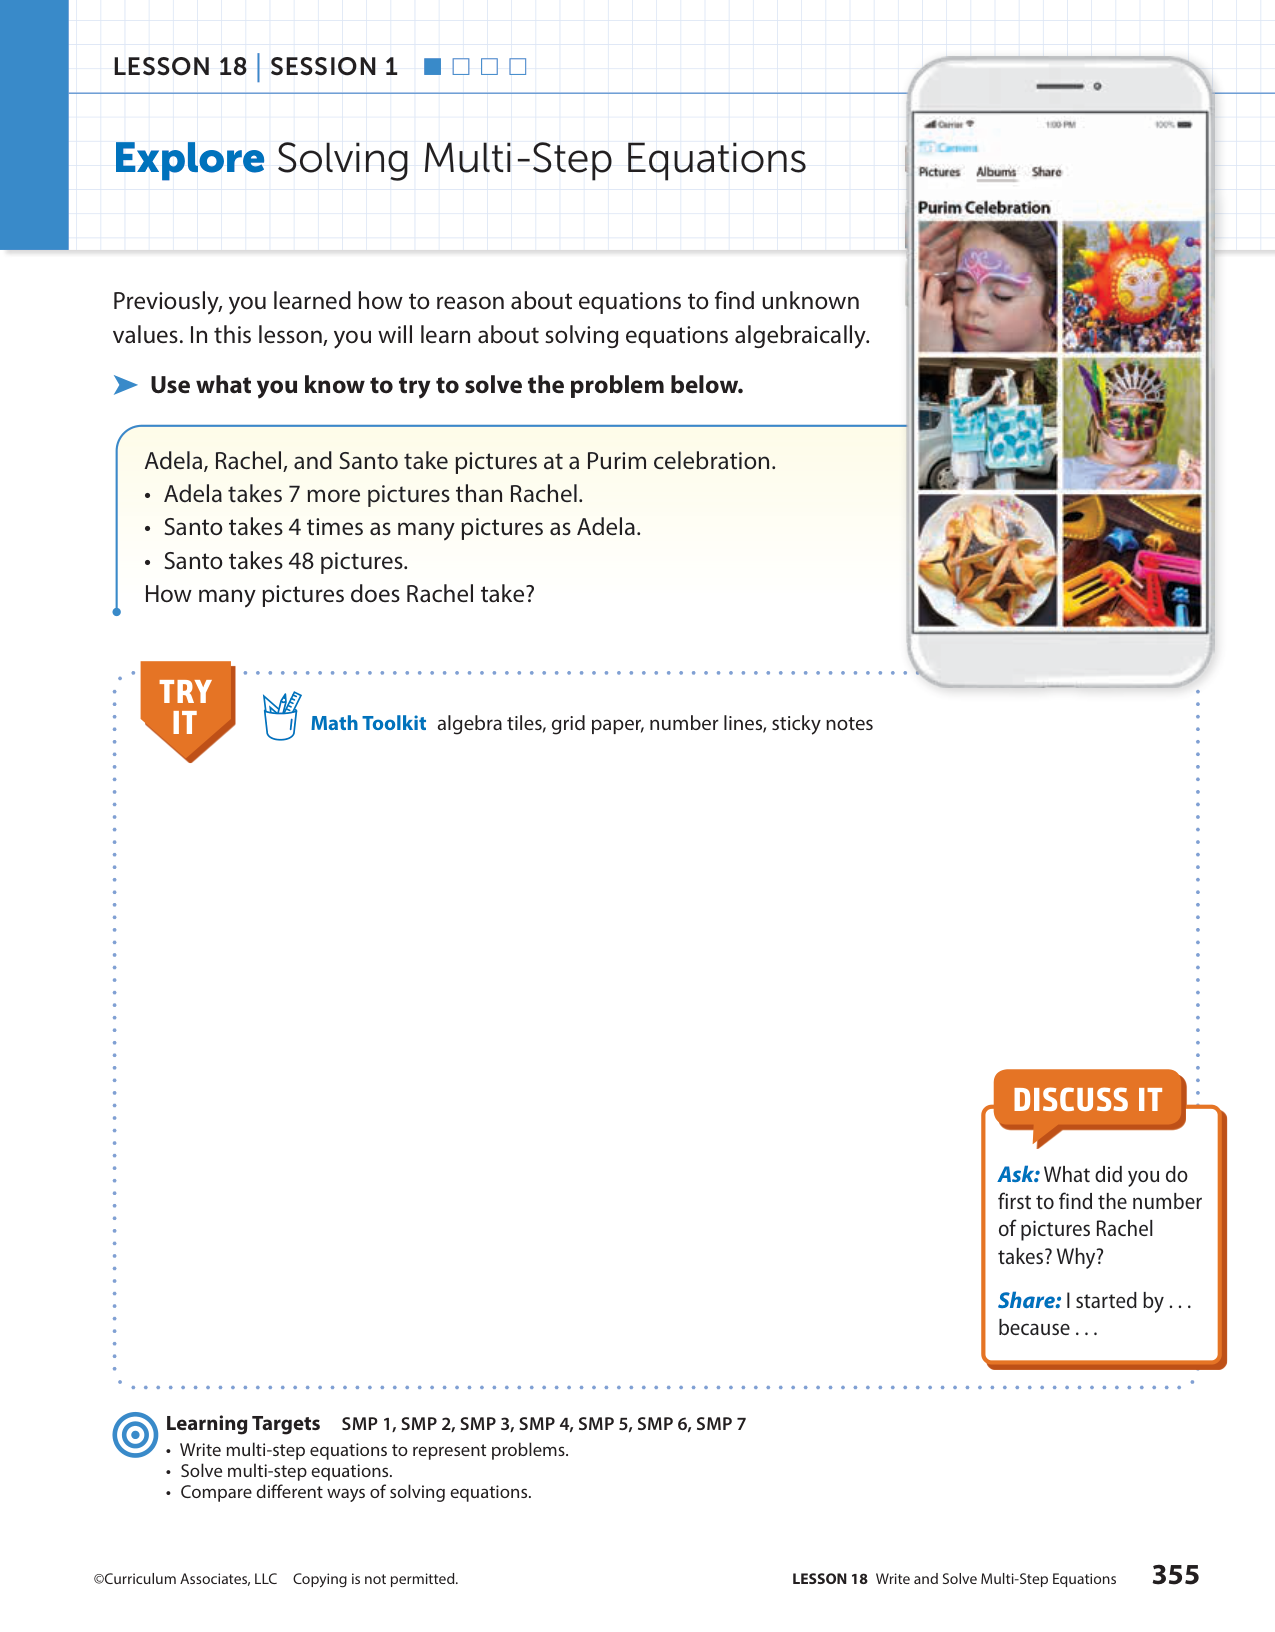 LESSON 18 | SESSION 1
Explore Solving Multi-Step Equations
Carrier 1:00 PM 100%
Camera
Pictures Albums Share
Purim Celebration
Previously, you learned how to reason about equations to find unknown
values. In this lesson, you will learn about solving equations algebraically.
➤ Use what you know to try to solve the problem below.
Adela, Rachel, and Santo take pictures at a Purim celebration.
• Adela takes 7 more pictures than Rachel.
• Santo takes 4 times as many pictures as Adela.
• Santo takes 48 pictures.
How many pictures does Rachel take?
TRY
IT
Math Toolkit algebra tiles, grid paper, number lines, sticky notes
DISCUSS IT
Ask: What did you do
first to find the number
of pictures Rachel
takes? Why?
Share: I started by . . .
because . . .
Learning Targets SMP 1, SMP 2, SMP 3, SMP 4, SMP 5, SMP 6, SMP 7
• Write multi-step equations to represent problems.
• Solve multi-step equations.
• Compare different ways of solving equations.
©Curriculum Associates, LLC Copying is not permitted.
LESSON 18 Write and Solve Multi-Step Equations 355